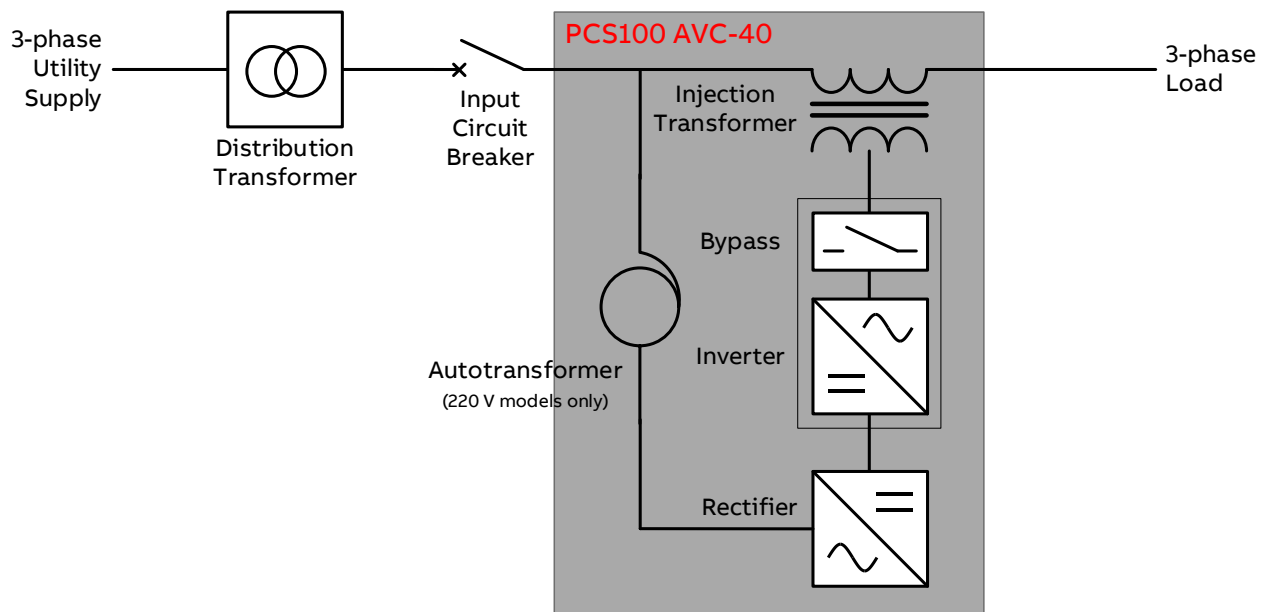 PCS100 AVC-40
3-phase
Utility
Supply
3-phase
Load
Input
Circuit
Breaker
Injection
Transformer
Distribution
Transformer
Bypass
Inverter
Autotransformer
(220 V models only)
Rectifier